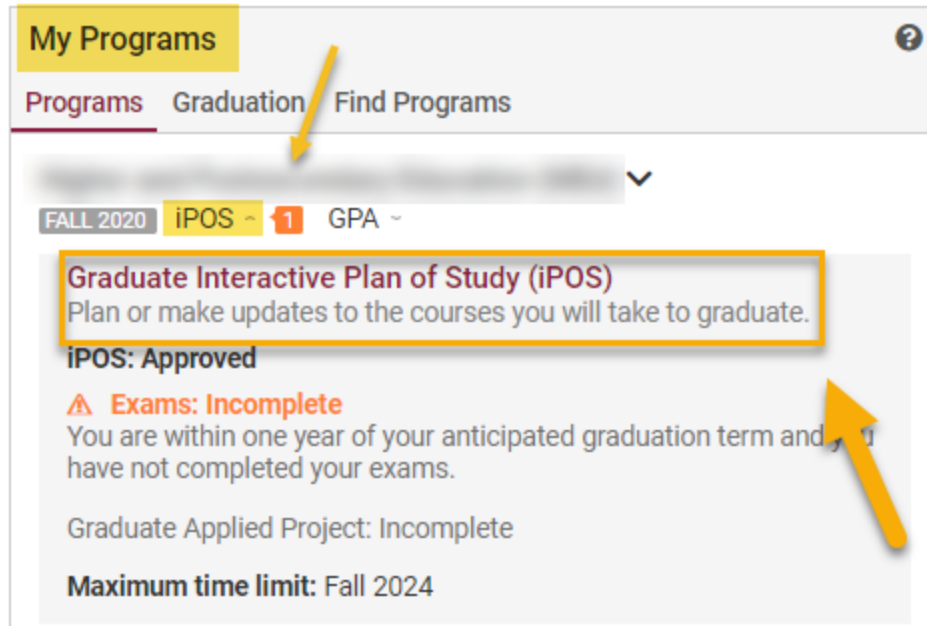 My Programs
Programs Graduation Find Programs
FALL 2020 iPOS 1 GPA
Graduate Interactive Plan of Study (iPOS)
Plan or make updates to the courses you will take to graduate.
iPOS: Approved
Exams: Incomplete
You are within one year of your anticipated graduation term and you
have not completed your exams.
Graduate Applied Project: Incomplete
Maximum time limit: Fall 2024